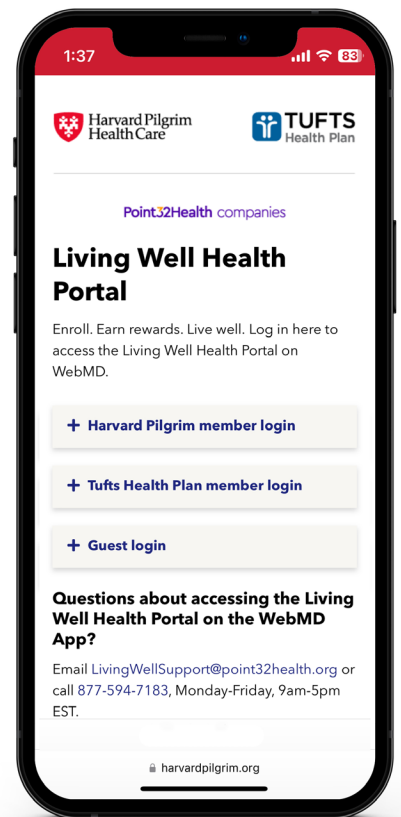 1:37
83
Harvard Pilgrim
HealthCare
TUFTS
Health Plan
Point32Health companies
Living Well Health
Portal
Enroll. Earn rewards. Live well. Log in here to
access the Living Well Health Portal on
WebMD.
+ Harvard Pilgrim member login
+ Tufts Health Plan member login
+ Guest login
Questions about accessing the Living
Well Health Portal on the WebMD
App?
Email LivingWellSupport@point32health.org or
call 877-594-7183, Monday-Friday, 9am-5pm
EST.
harvardpilgrim.org